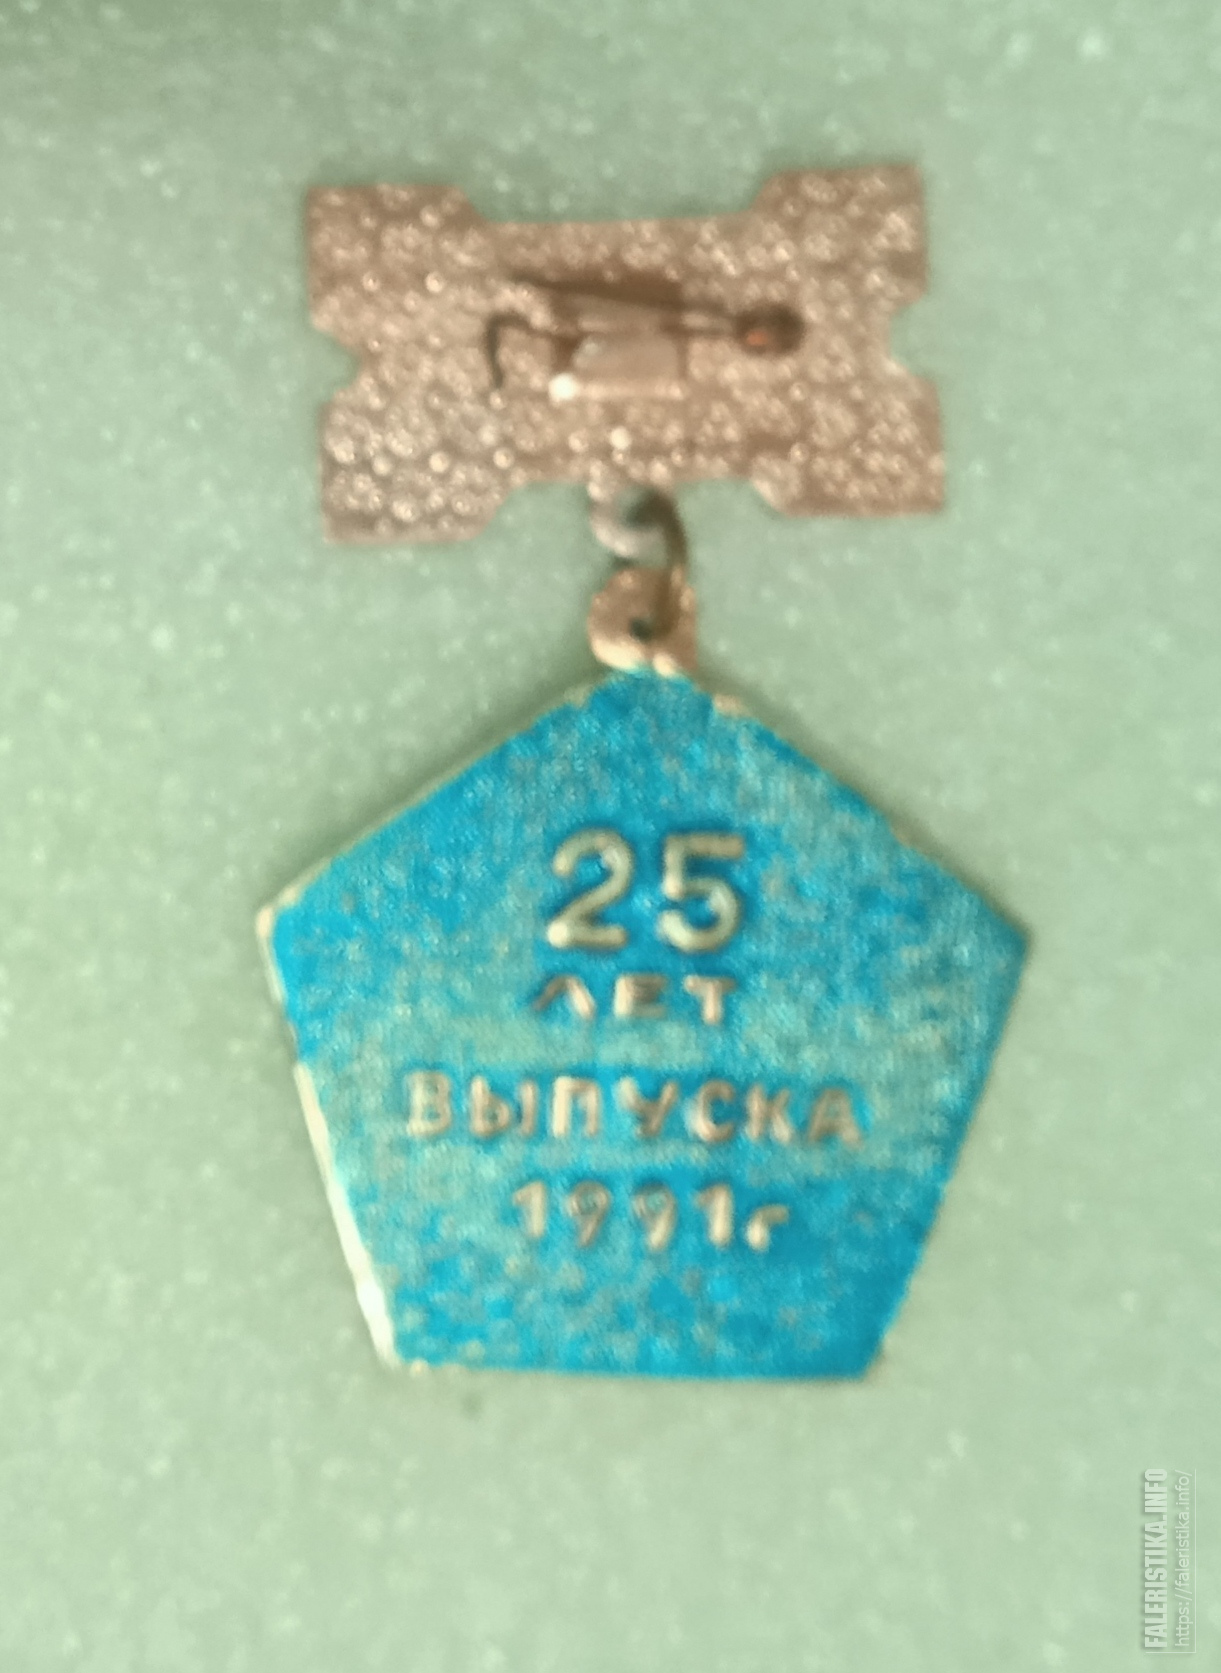 25
ЛЕТ
ВЫПУСКА
1991г
FALERISTIKA.INFO
https://faleristika.info/